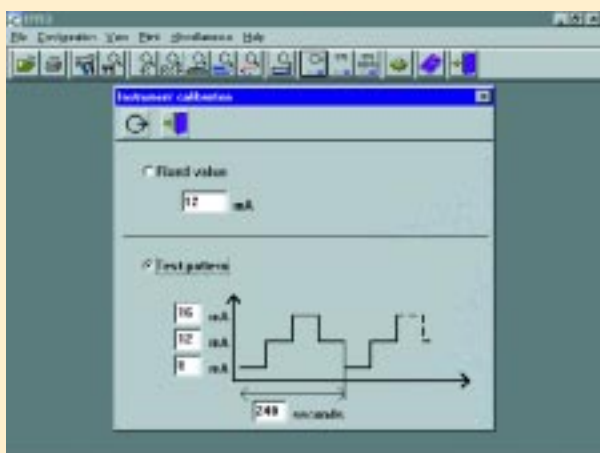 File Configuration View Print Miscellaneous Help
Instrument calibration
Fixed value
12 mA
Test pattern
16 mA
12 mA
8 mA
240 seconds